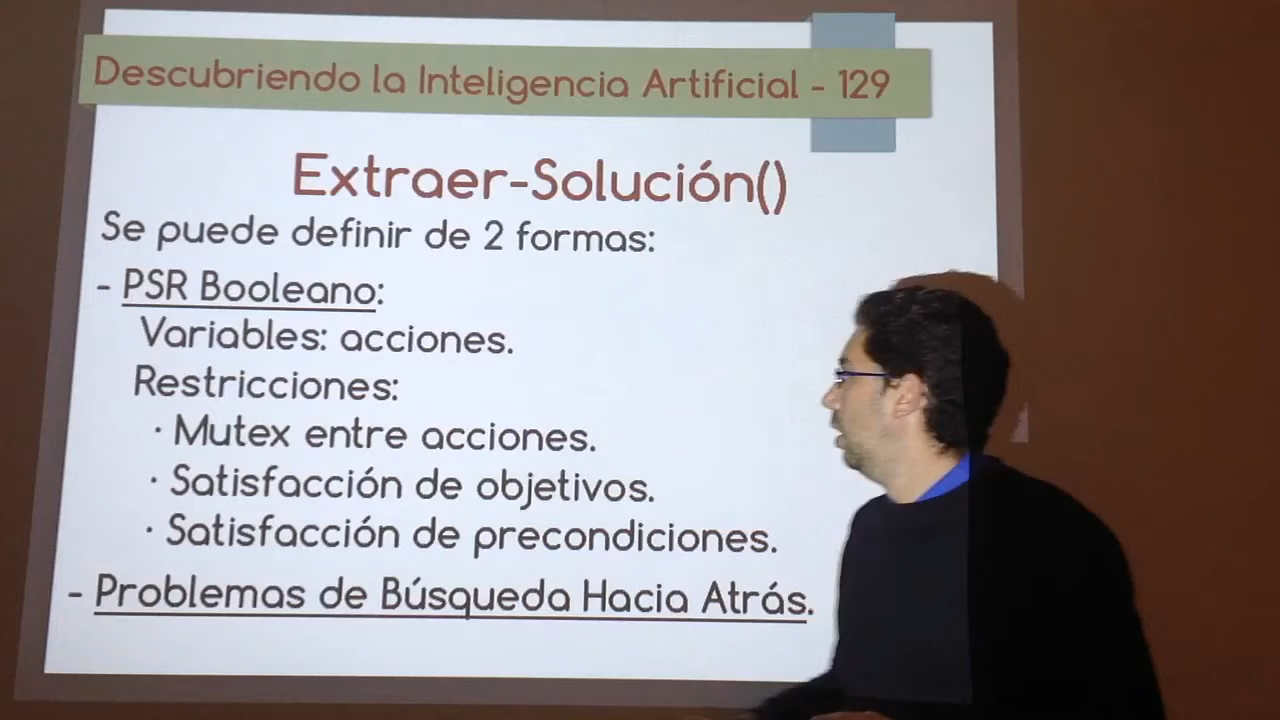 Descubriendo la Inteligencia Artificial - 129
Extraer-Solución()
Se puede definir de 2 formas:
- PSR Booleano:
Variables: acciones.
Restricciones:
· Mutex entre acciones.
· Satisfacción de objetivos.
· Satisfacción de precondiciones.
- Problemas de Búsqueda Hacia Atrás.